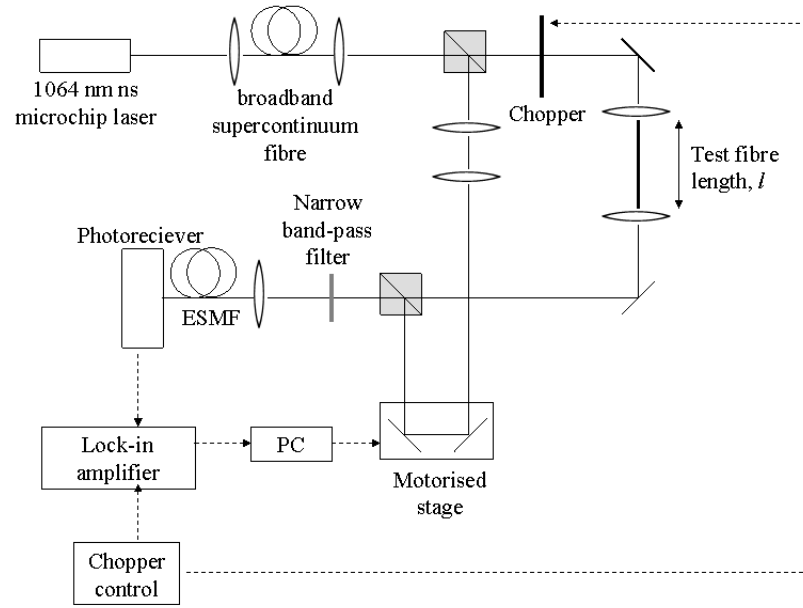 1064 nm ns
microchip laser
broadband
supercontinuum
fibre
Chopper
Test fibre
length, l
Narrow
band-pass
filter
Photoreciever
ESMF
Lock-in
amplifier
PC
Motorised
stage
Chopper
control